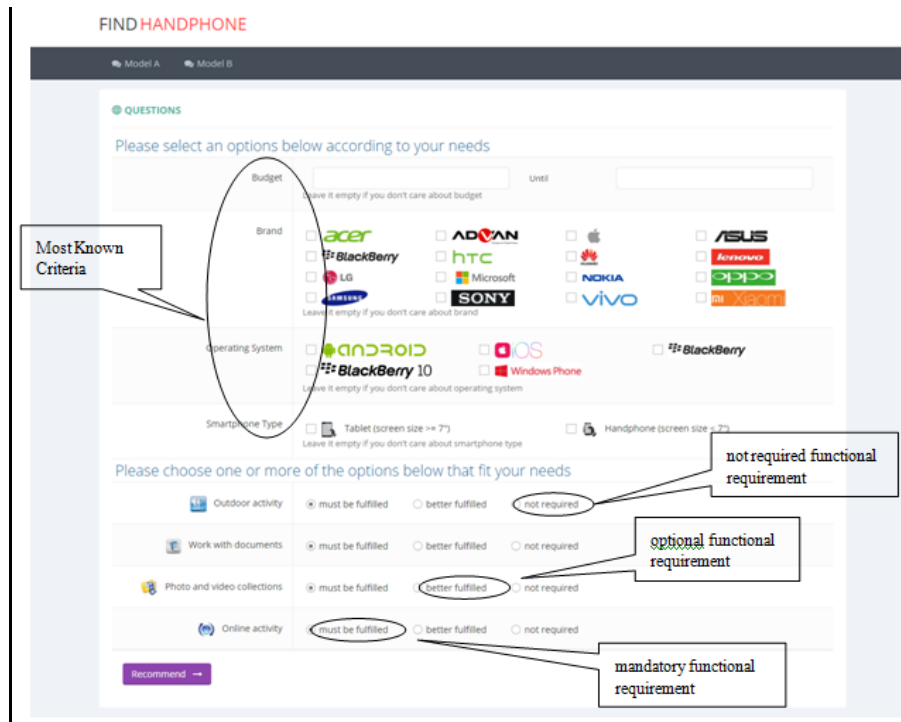 FIND HANDPHONE
Model A Model B
QUESTIONS
Please select an options below according to your needs
Budget Until
Leave it empty if you don't care about budget
Most Known
Criteria
Brand
acer ADVAN ASUS
BlackBerry hTC HUAWEI lenovo
LG Microsoft NOKIA oppo
SAMSUNG SONY vivo mi Xiaomi
Leave it empty if you don't care about brand
Operating System
android iOS BlackBerry
BlackBerry 10 Windows Phone
Leave it empty if you don't care about operating system
Smartphone Type
Tablet (screen size >= 7") Handphone (screen size < 7")
Leave it empty if you don't care about smartphone type
not required functional
requirement
Please choose one or more of the options below that fit your needs
Outdoor activity must be fulfilled better fulfilled not required
optional functional
requirement
Work with documents must be fulfilled better fulfilled not required
Photo and video collections must be fulfilled better fulfilled not required
Online activity must be fulfilled better fulfilled not required
mandatory functional
requirement
Recommend →